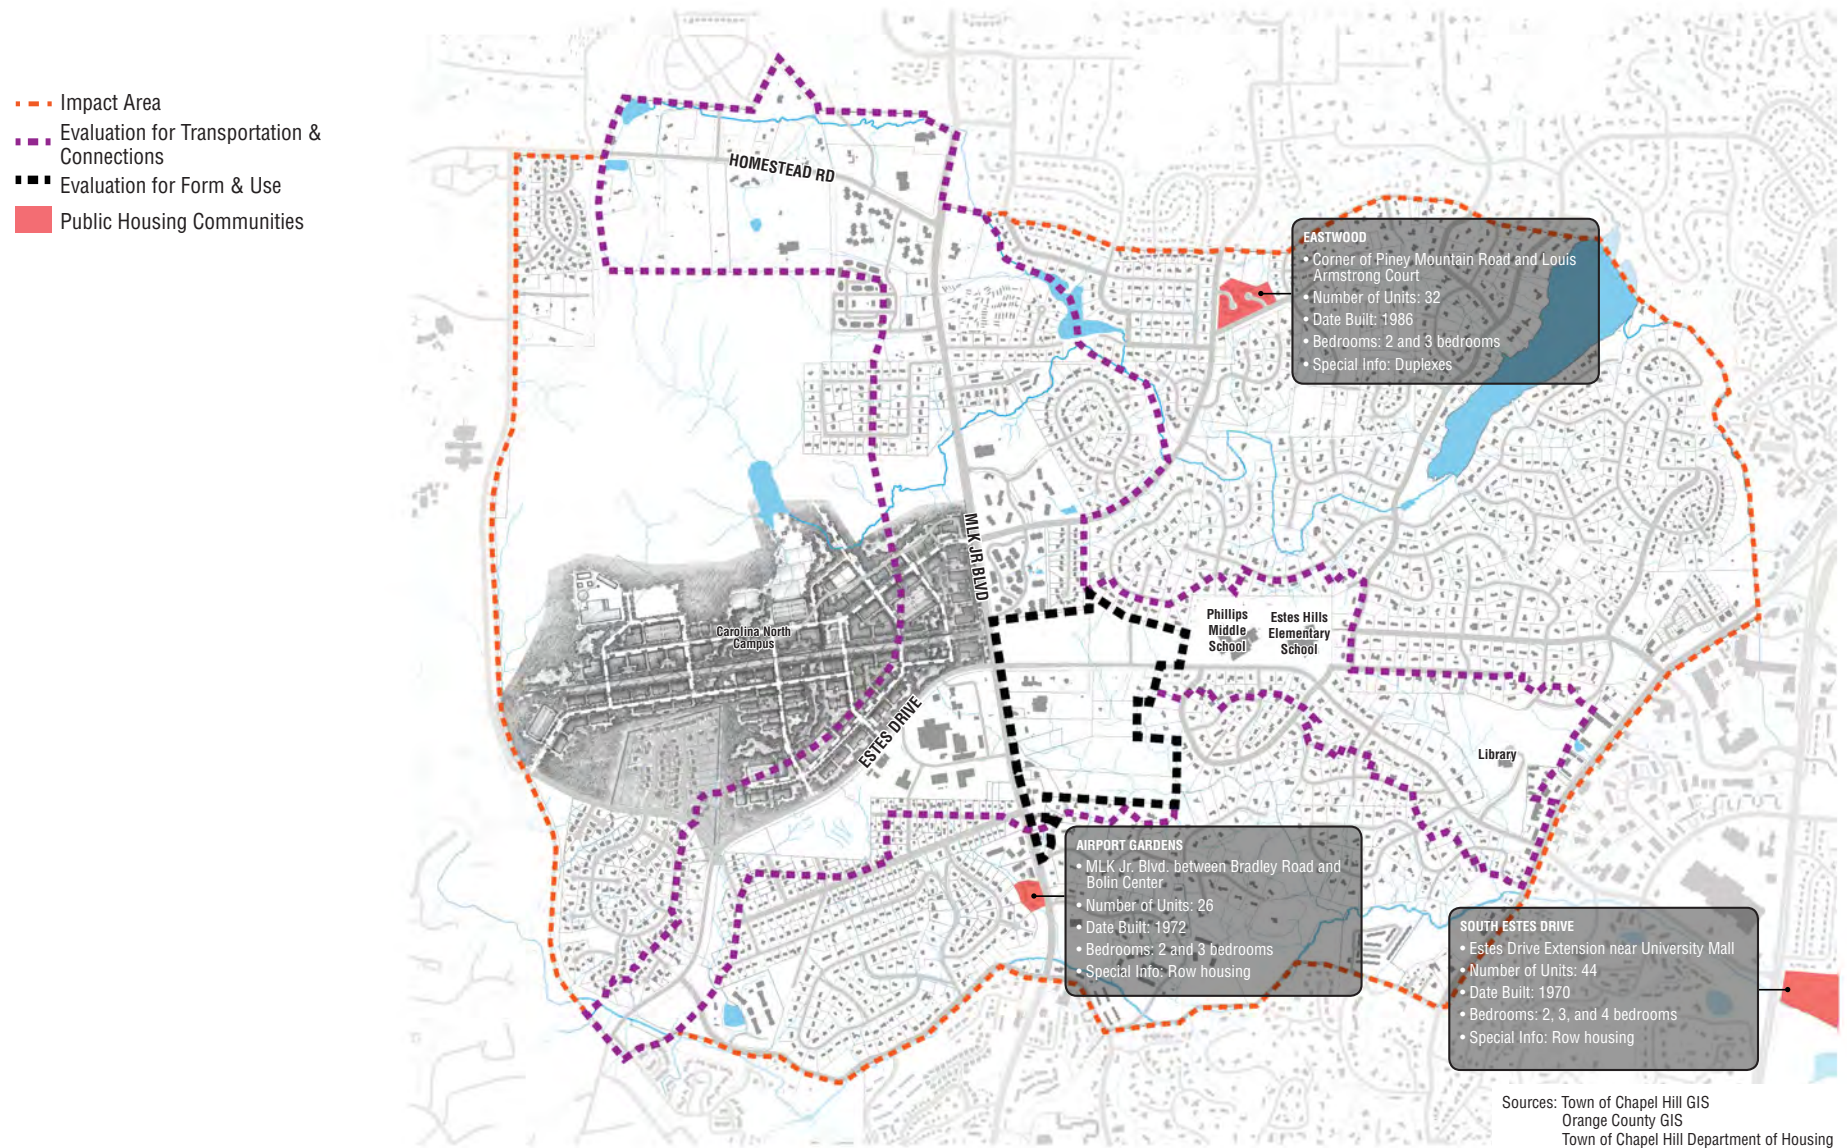 Impact Area
Evaluation for Transportation &
Connections
Evaluation for Form & Use
Public Housing Communities
HOMESTEAD RD
EASTWOOD
• Corner of Piney Mountain Road and Louis
Armstrong Court
• Number of Units: 32
• Date Built: 1986
• Bedrooms: 2 and 3 bedrooms
• Special Info: Duplexes
MLK JR BLVD
Carolina North
Campus
Phillips
Middle
School
Estes Hills
Elementary
School
ESTES DRIVE
Library
AIRPORT GARDENS
• MLK Jr. Blvd. between Bradley Road and
Bolin Center
• Number of Units: 26
• Date Built: 1972
• Bedrooms: 2 and 3 bedrooms
• Special Info: Row housing
SOUTH ESTES DRIVE
• Estes Drive Extension near University Mall
• Number of Units: 44
• Date Built: 1970
• Bedrooms: 2, 3, and 4 bedrooms
• Special Info: Row housing
Sources: Town of Chapel Hill GIS
Orange County GIS
Town of Chapel Hill Department of Housing